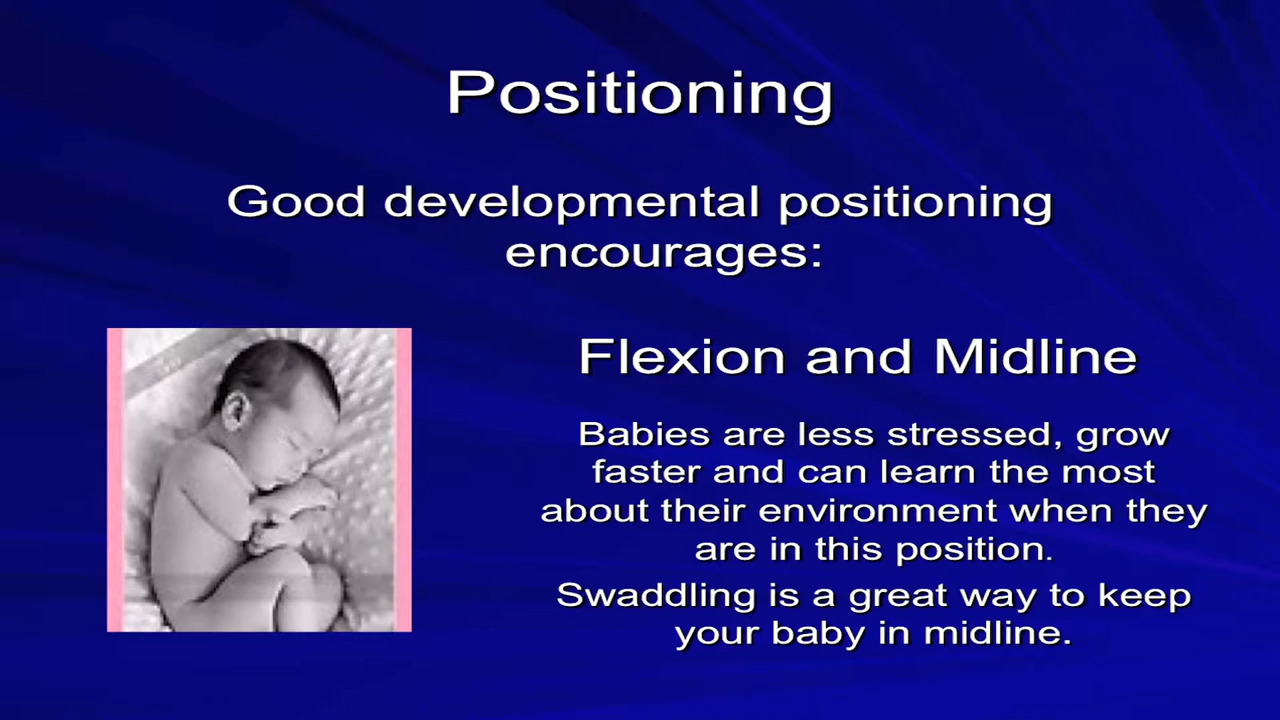 Positioning
Good developmental positioning
encourages:
Flexion and Midline
Babies are less stressed, grow
faster and can learn the most
about their environment when they
are in this position.
Swaddling is a great way to keep
your baby in midline.